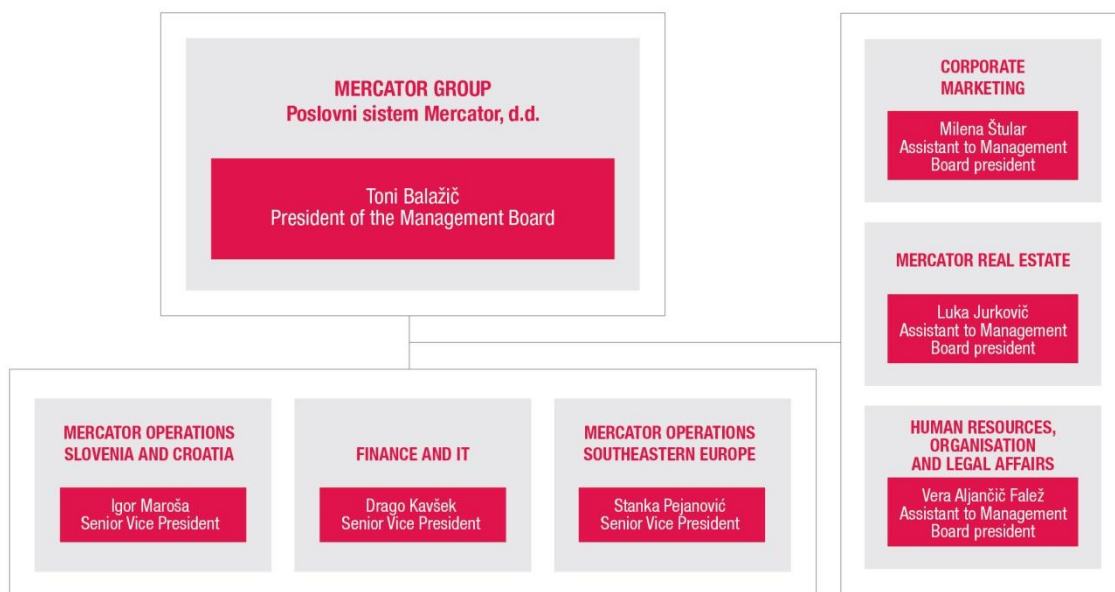 MERCATOR GROUP
Poslovni sistem Mercator, d.d.
Toni Balažič
President of the Management Board
MERCATOR OPERATIONS
SLOVENIA AND CROATIA
Igor Maroša
Senior Vice President
FINANCE AND IT
Drago Kavšek
Senior Vice President
MERCATOR OPERATIONS
SOUTHEASTERN EUROPE
Stanka Pejanović
Senior Vice President
CORPORATE
MARKETING
Milena Štular
Assistant to Management
Board president
MERCATOR REAL ESTATE
Luka Jurkovič
Assistant to Management
Board president
HUMAN RESOURCES,
ORGANISATION
AND LEGAL AFFAIRS
Vera Aljančič Falež
Assistant to Management
Board president